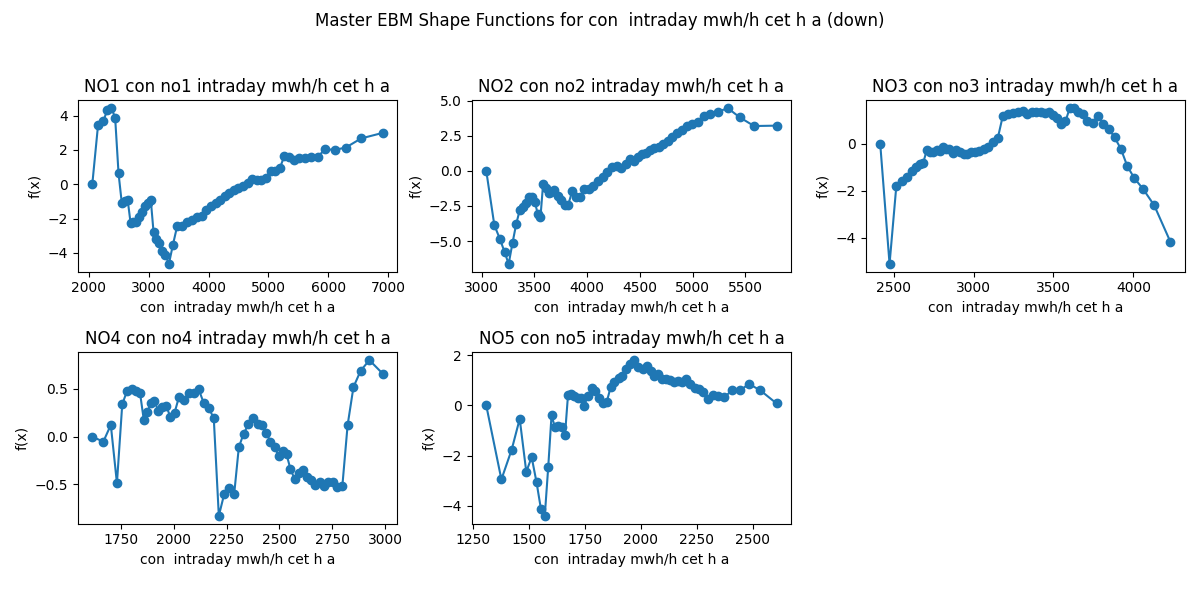 Master EBM Shape Functions for con  intraday mwh/h cet h a (down)
NO1 con no1 intraday mwh/h cet h a
4
2
0
−2
−4
f(x)
2000 3000 4000 5000 6000 7000
con  intraday mwh/h cet h a
NO2 con no2 intraday mwh/h cet h a
5.0
2.5
0.0
−2.5
−5.0
f(x)
3000 3500 4000 4500 5000 5500
con  intraday mwh/h cet h a
NO3 con no3 intraday mwh/h cet h a
0
−2
−4
f(x)
2500 3000 3500 4000
con  intraday mwh/h cet h a
NO4 con no4 intraday mwh/h cet h a
0.5
0.0
−0.5
f(x)
1750 2000 2250 2500 2750 3000
con  intraday mwh/h cet h a
NO5 con no5 intraday mwh/h cet h a
2
0
−2
−4
f(x)
1250 1500 1750 2000 2250 2500
con  intraday mwh/h cet h a